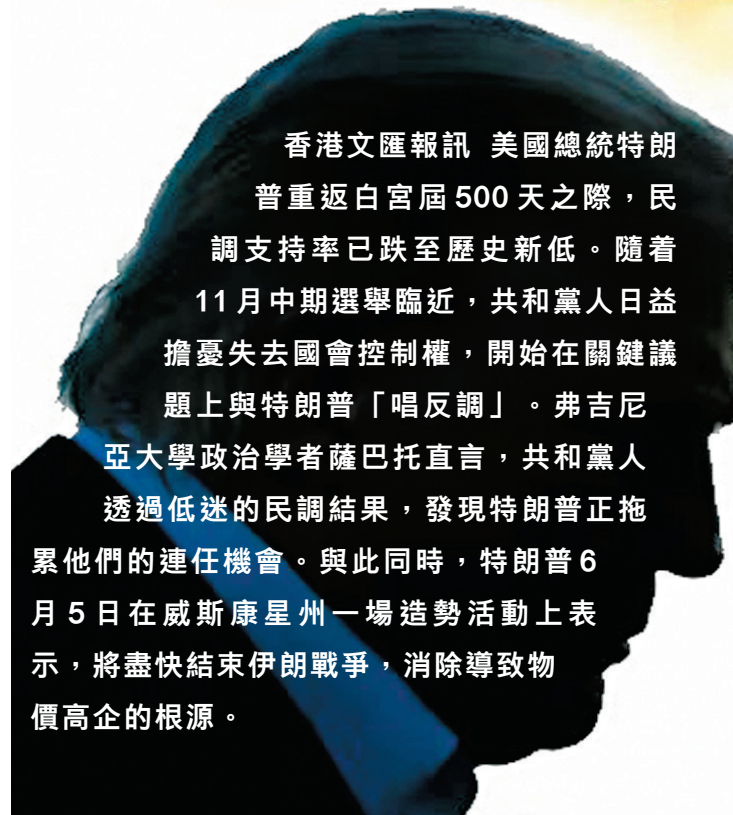 香港文匯報訊 美國總統特朗
普重返白宮屆500天之際，民
調支持率已跌至歷史新低。隨着
11月中期選舉臨近，共和黨人日益
擔憂失去國會控制權，開始在關鍵議
題上與特朗普「唱反調」。弗吉尼
亞大學政治學者薩巴托直言，共和黨人
透過低迷的民調結果，發現特朗普正拖
累他們的連任機會。與此同時，特朗普6
月5日在威斯康星州一場造勢活動上表
示，將盡快結束伊朗戰爭，消除導致物
價高企的根源。